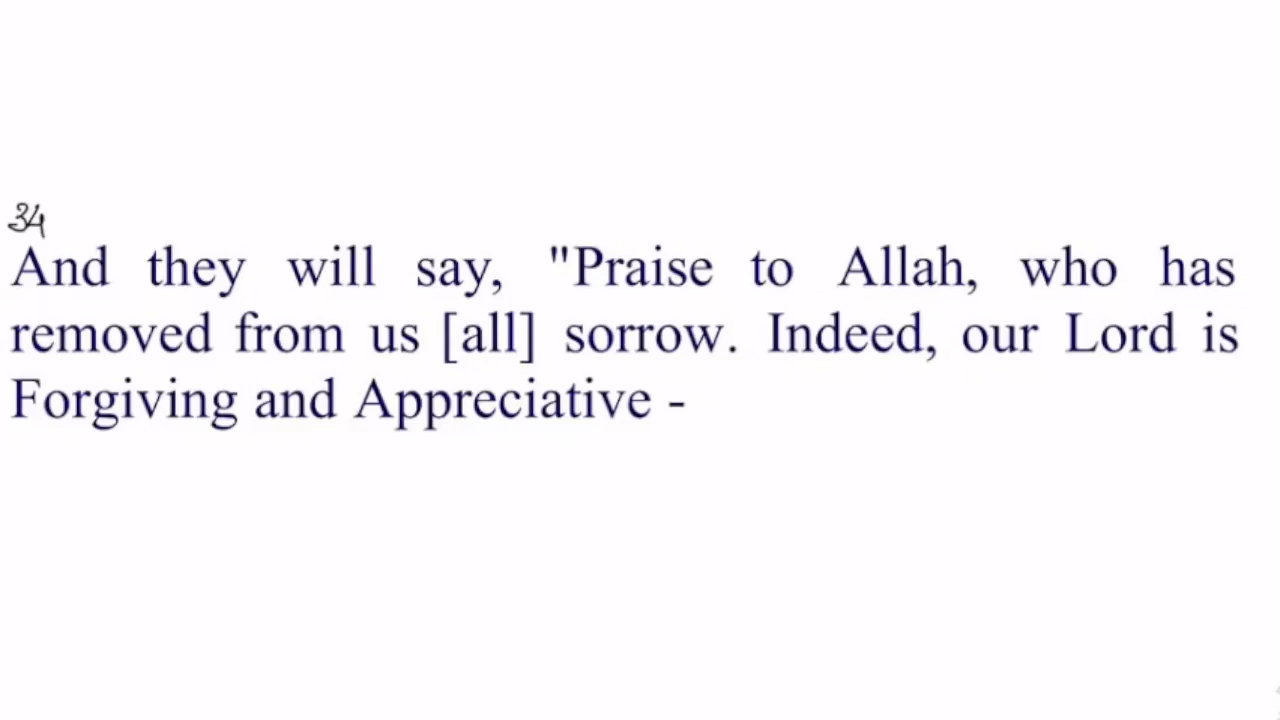 34
And they will say, "Praise to Allah, who has
removed from us [all] sorrow. Indeed, our Lord is
Forgiving and Appreciative -